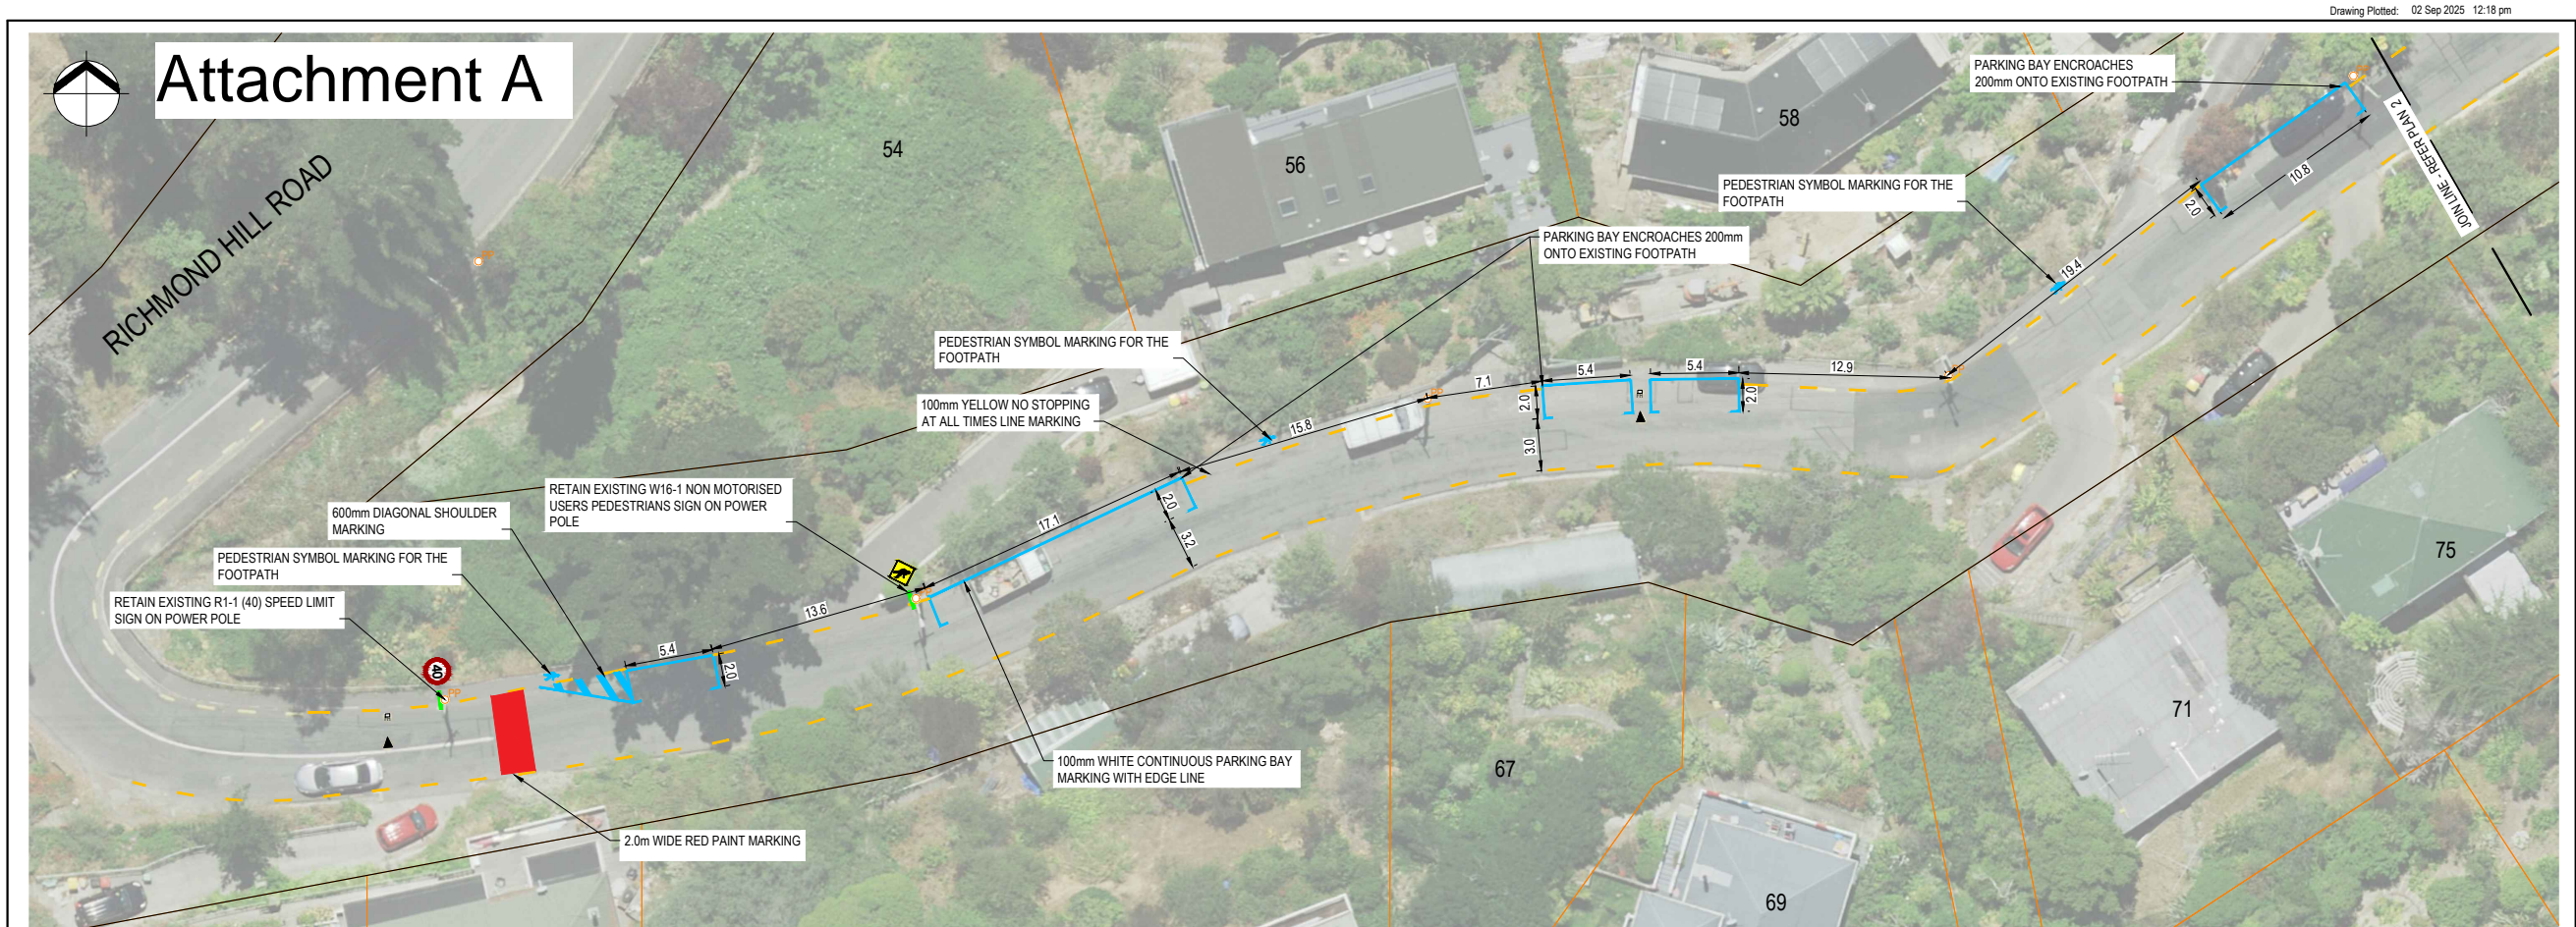 Drawing Plotted: 02 Sep 2025 12:18 pm
Attachment A
RICHMOND HILL ROAD
54
56
58
PARKING BAY ENCROACHES
200mm ONTO EXISTING FOOTPATH
PP
JOIN LINE - REFER PLAN 2
10.8
2.0
PEDESTRIAN SYMBOL MARKING FOR THE
FOOTPATH
19.4
PP
PARKING BAY ENCROACHES 200mm
ONTO EXISTING FOOTPATH
PEDESTRIAN SYMBOL MARKING FOR THE
FOOTPATH
7.1
5.4
5.4
12.9
2.0
2.0
3.0
PP
15.8
100mm YELLOW NO STOPPING
AT ALL TIMES LINE MARKING
RETAIN EXISTING W16-1 NON MOTORISED
USERS PEDESTRIANS SIGN ON POWER
POLE
17.1
2.0
3.2
600mm DIAGONAL SHOULDER
MARKING
PEDESTRIAN SYMBOL MARKING FOR THE
FOOTPATH
RETAIN EXISTING R1-1 (40) SPEED LIMIT
SIGN ON POWER POLE
13.6
5.4
2.0
40
PP
100mm WHITE CONTINUOUS PARKING BAY
MARKING WITH EDGE LINE
2.0m WIDE RED PAINT MARKING
67
69
71
75